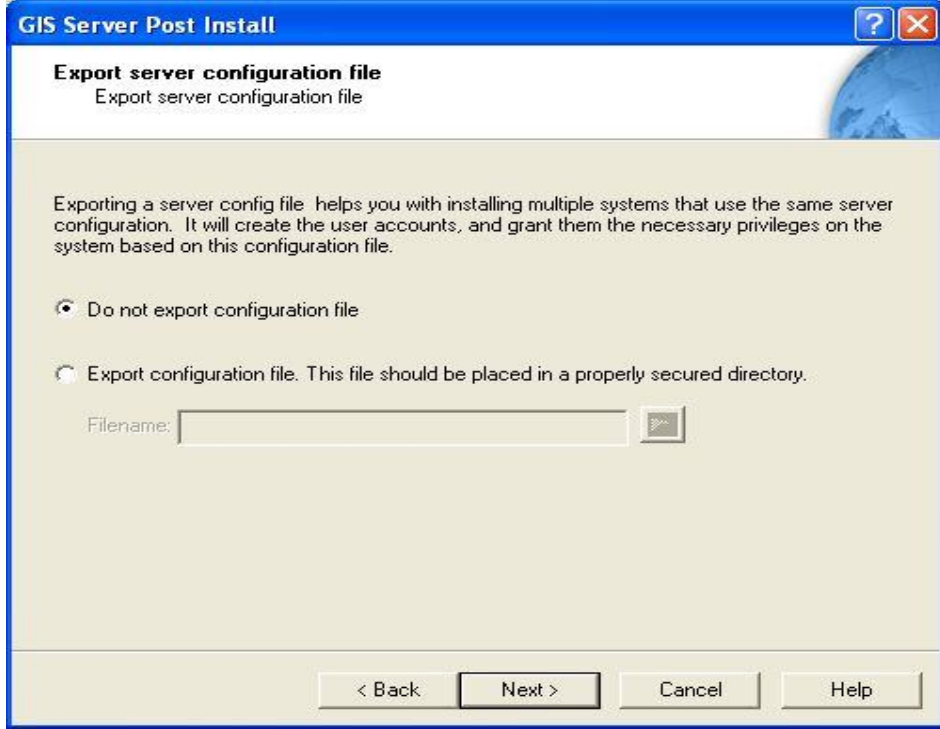 GIS Server Post Install
Export server configuration file
Export server configuration file
Exporting a server config file  helps you with installing multiple systems that use the same server
configuration.  It will create the user accounts, and grant them the necessary privileges on the
system based on this configuration file.
Do not export configuration file
Export configuration file. This file should be placed in a properly secured directory.
Filename:
< Back
Next >
Cancel
Help